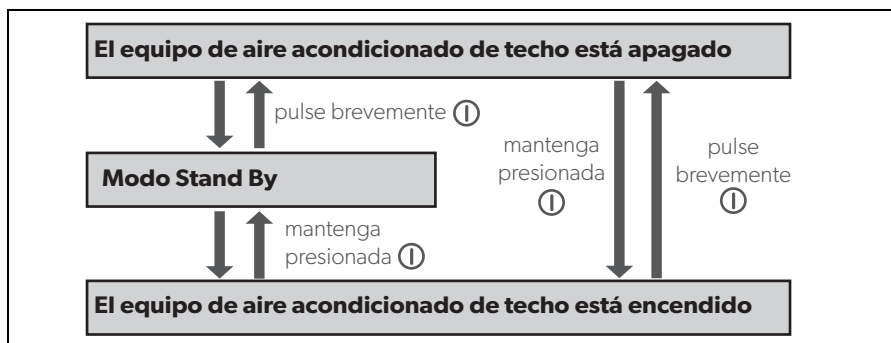 El equipo de aire acondicionado de techo está apagado
pulse brevemente
mantenga
presionada
pulse
brevemente
Modo Stand By
mantenga
presionada
El equipo de aire acondicionado de techo está encendido